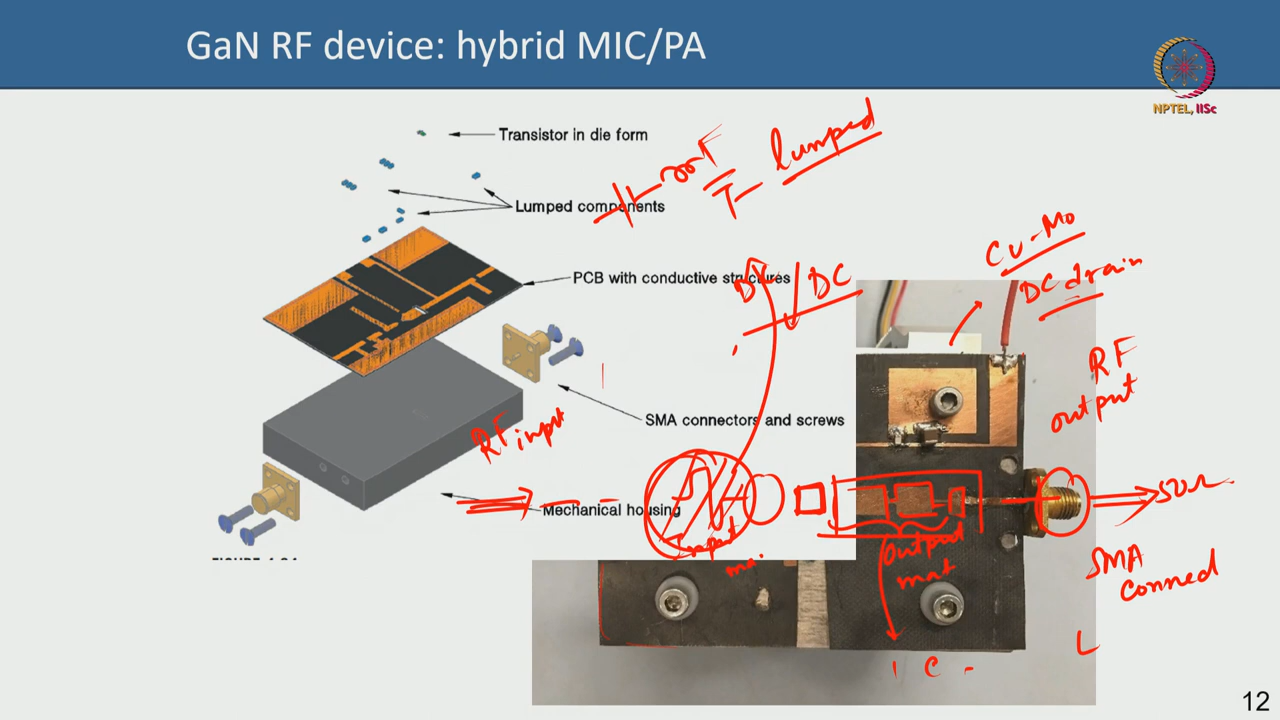 GaN RF device: hybrid MIC/PA
NPTEL, IISc
Transistor in die form
Lumped components
lumped
PCB with conductive structures
DC
Cu-Mo
DC drain
SMA connectors and screws
RF input
RF
output
Mechanical housing
50Ω
Input
Output
mat
SMA
L
C
12